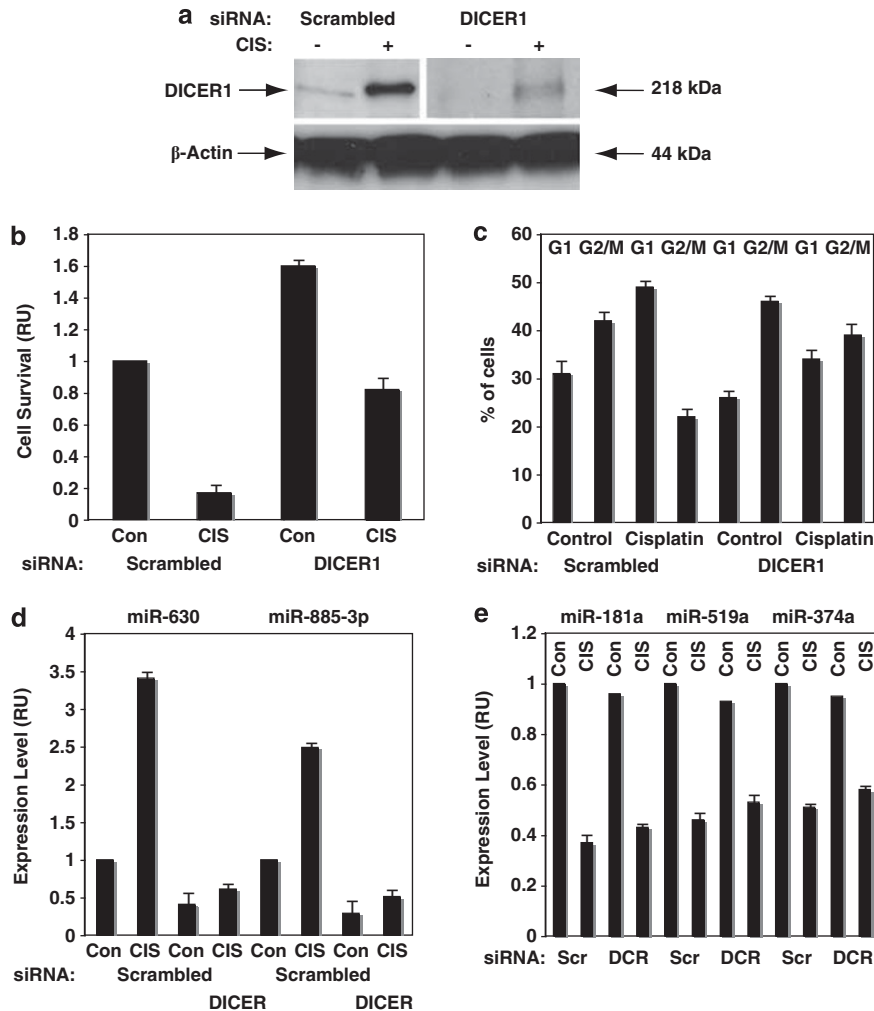 a
siRNA: Scrambled DICER1
CIS: - + - +
DICER1 218 kDa
β-Actin 44 kDa
b
1.8
1.6
1.4
1.2
1
0.8
0.6
0.4
0.2
0
Cell Survival (RU)
Con CIS Con CIS
siRNA: Scrambled DICER1
c
60
50
40
30
20
10
0
% of cells
G1 G2/M G1 G2/M G1 G2/M G1 G2/M
Control Cisplatin Control Cisplatin
siRNA: Scrambled DICER1
d
miR-630 miR-885-3p
4
3.5
3
2.5
2
1.5
1
0.5
0
Expression Level (RU)
Con CIS Con CIS Con CIS Con CIS
siRNA: Scrambled Scrambled
DICER DICER
e
miR-181a miR-519a miR-374a
1.2
1
0.8
0.6
0.4
0.2
0
Expression Level (RU)
Con CIS Con CIS Con CIS Con CIS Con CIS Con CIS
siRNA: Scr DCR Scr DCR Scr DCR